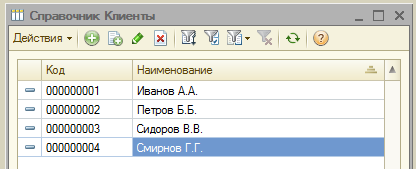 Справочник Клиенты
Действия
Код Наименование
000000001 Иванов А.А.
000000002 Петров Б.Б.
000000003 Сидоров В.В.
000000004 Смирнов Г.Г.